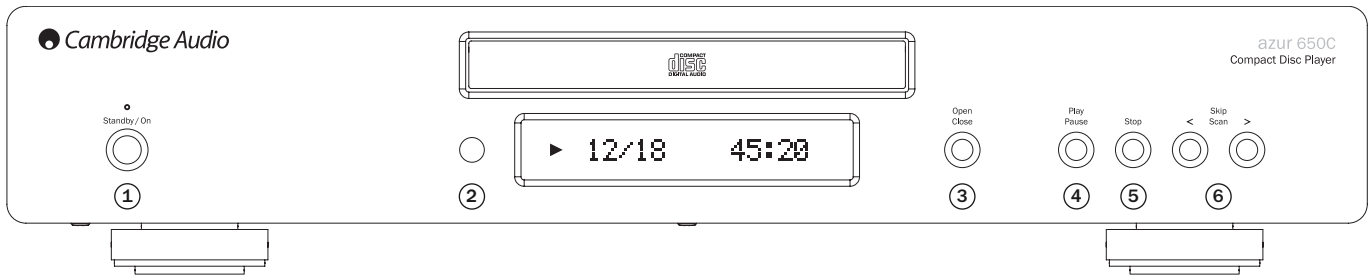 Cambridge Audio
COMPACT
disc
DIGITAL AUDIO
azur 650C
Compact Disc Player
Standby / On
▶ 12/18 45:20
Open
Close
Play
Pause
Stop
Skip
< Scan >
1 2 3 4 5 6